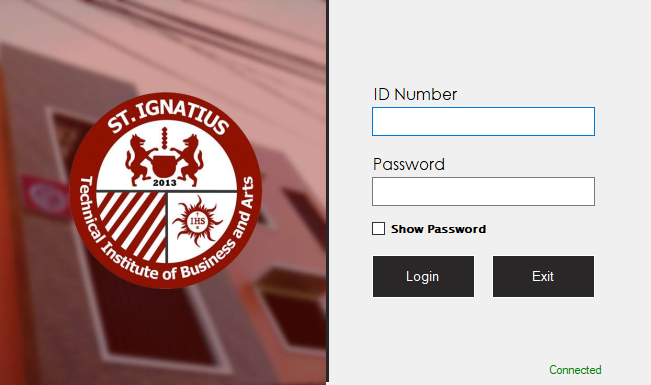 ST. IGNATIUS
2013
IHS
Technical Institute of Business and Arts
ID Number
Password
Show Password
Login
Exit
Connected